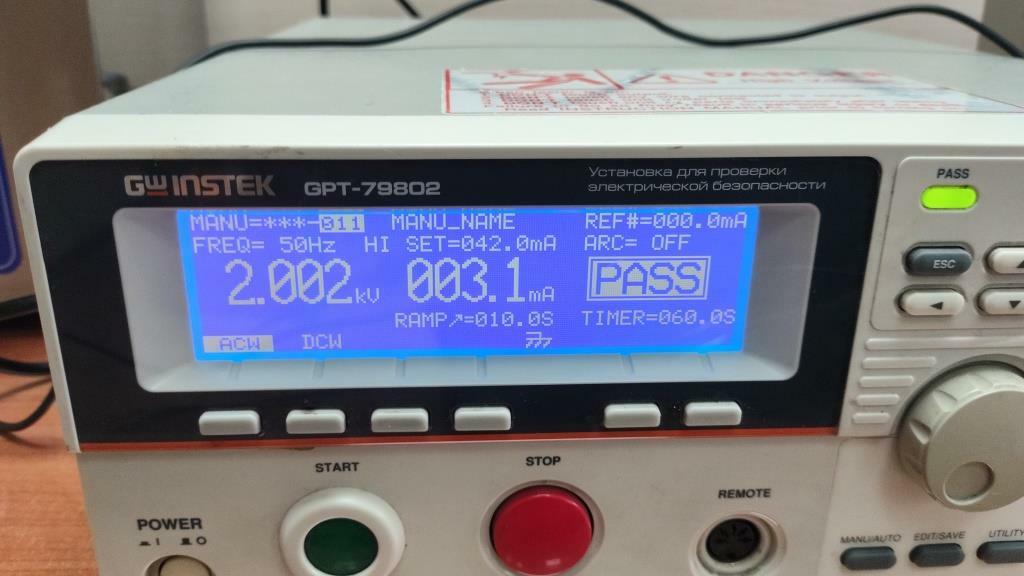 DANGER
GW INSTEK GPT-79802
Установка для проверки
электрической безопасности
PASS
MANU=***-011 MANU_NAME REF#=000.0mA
FREQ= 50Hz HI SET=042.0mA ARC= OFF
2.002kV 003.1mA PASS
RAMP↗=010.0S TIMER=060.0S
ACW DCW
ESC
START
STOP
REMOTE
POWER
I O
MANU/AUTO
EDIT/SAVE
UTILITY